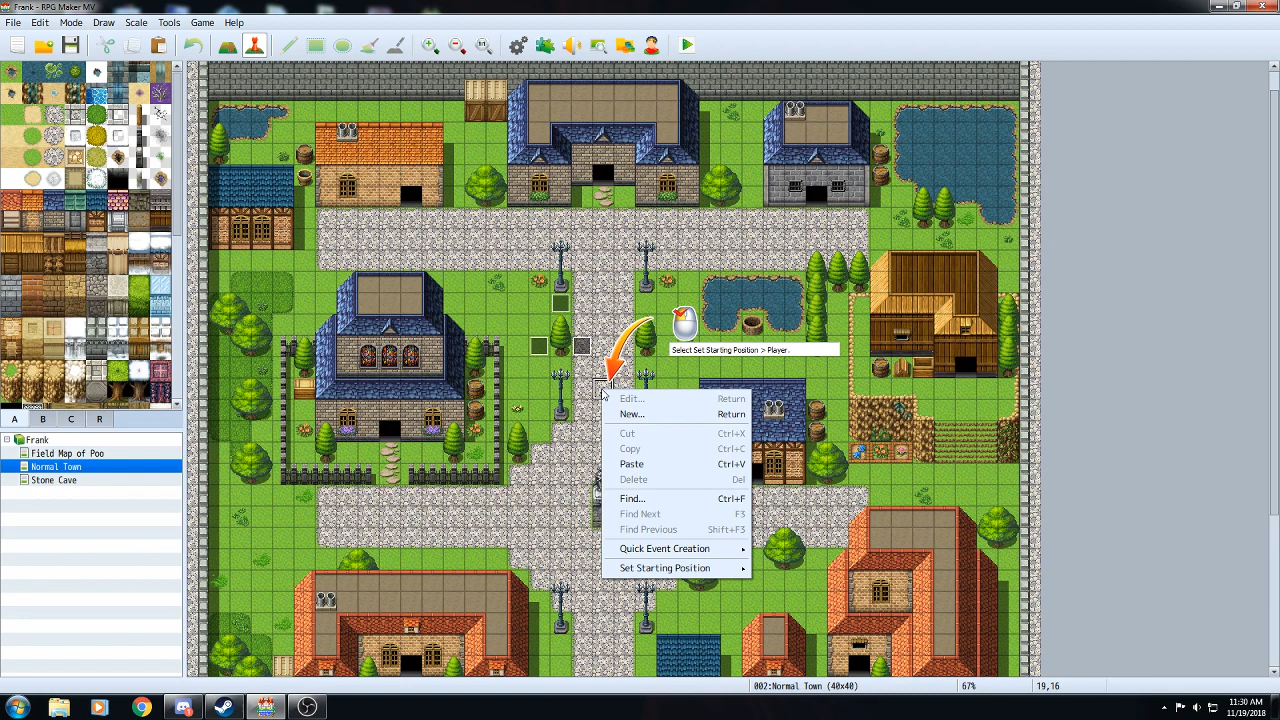 Frank - RPG Maker MV
File Edit Mode Draw Scale Tools Game Help
Select Set Starting Position > Player.
Edit... Return
New... Return
Cut Ctrl+X
Copy Ctrl+C
Paste Ctrl+V
Delete Del
Find... Ctrl+F
Find Next F3
Find Previous Shift+F3
Quick Event Creation
Set Starting Position
A B C R
Frank
Field Map of Poo
Normal Town
Stone Cave
002:Normal Town (40x40) 67% 19,16
11:30 AM
11/19/2018